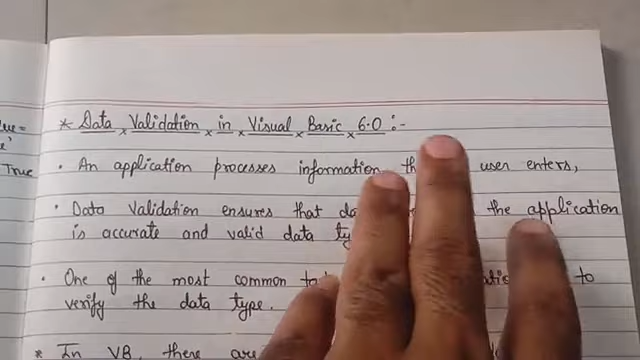 * Data Validation in Visual Basic 6.0 :-
• An application processes information user enters,
• Data Validation ensures that the application
is accurate and valid data
• One of the most common to
verify the data type.
* In VB, there are
True